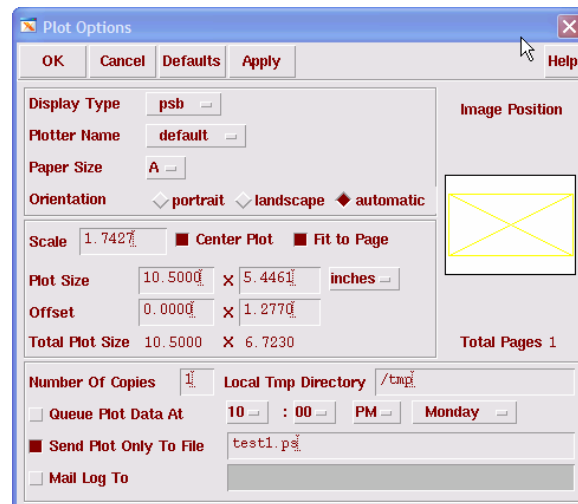 Plot Options
OK Cancel Defaults Apply Help
Display Type psb
Plotter Name default
Paper Size A
Orientation portrait landscape automatic
Image Position
Scale 1.7427 Center Plot Fit to Page
Plot Size 10.5000 X 5.4461 inches
Offset 0.0000 X 1.2770
Total Plot Size 10.5000 X 6.7230
Total Pages 1
Number Of Copies 1 Local Tmp Directory /tmp
Queue Plot Data At 10 : 00 PM Monday
Send Plot Only To File test1.ps
Mail Log To